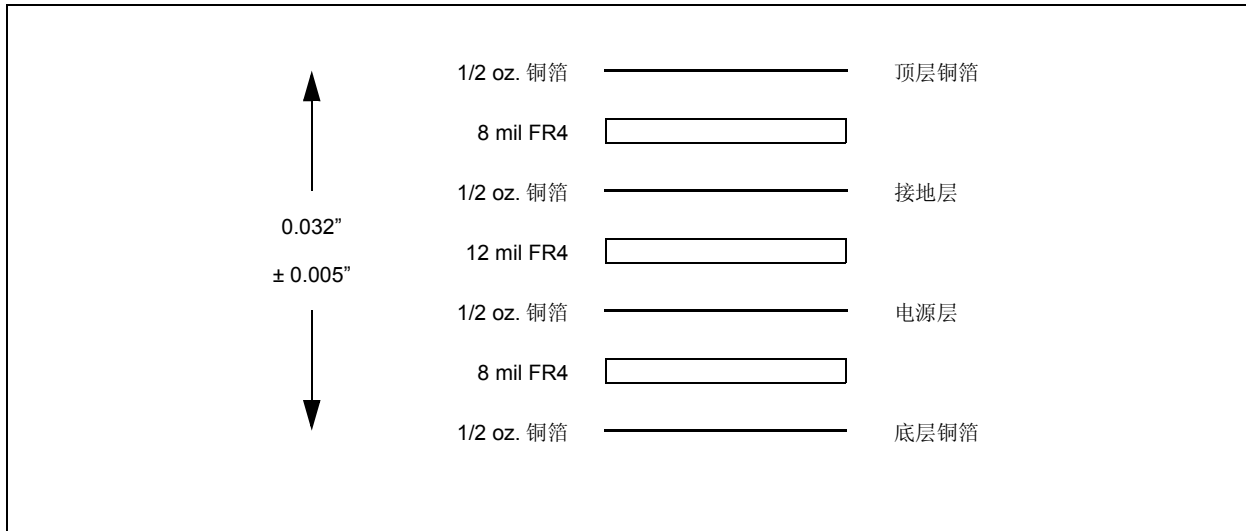 1/2 oz. 铜箔 顶层铜箔
8 mil FR4
1/2 oz. 铜箔 接地层
0.032”
12 mil FR4
± 0.005”
1/2 oz. 铜箔 电源层
8 mil FR4
1/2 oz. 铜箔 底层铜箔